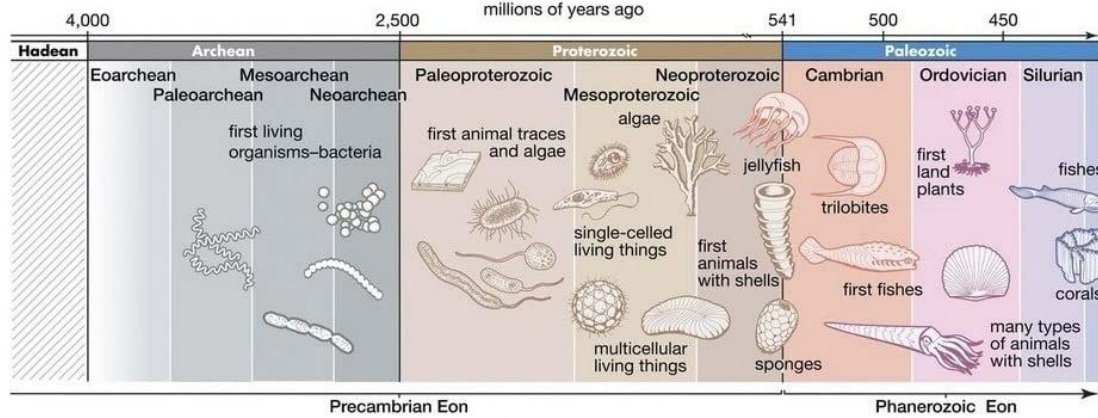 millions of years ago
4,000 2,500 541 500 450
Hadean Archean Proterozoic Paleozoic
Eoarchean Mesoarchean Paleoproterozoic Neoproterozoic Cambrian Ordovician Silurian
Paleoarchean Neoarchean Mesoproterozoic
first living
organisms–bacteria
first animal traces
and algae
algae
single-celled
living things
multicellular
living things
jellyfish
first
animals
with shells
sponges
trilobites
first fishes
first
land
plants
many types
of animals
with shells
fishes
corals
Precambrian Eon Phanerozoic Eon